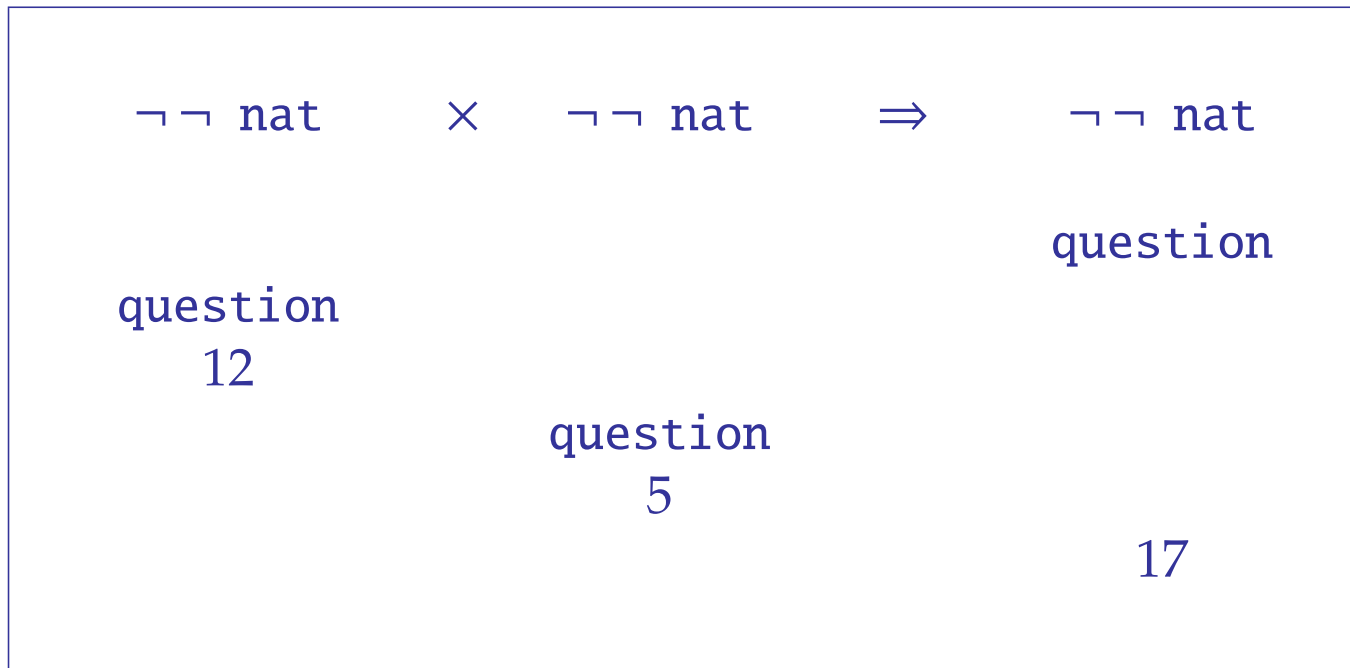 ¬ ¬ nat × ¬ ¬ nat ⇒ ¬ ¬ nat
question
question
12
question
5
17